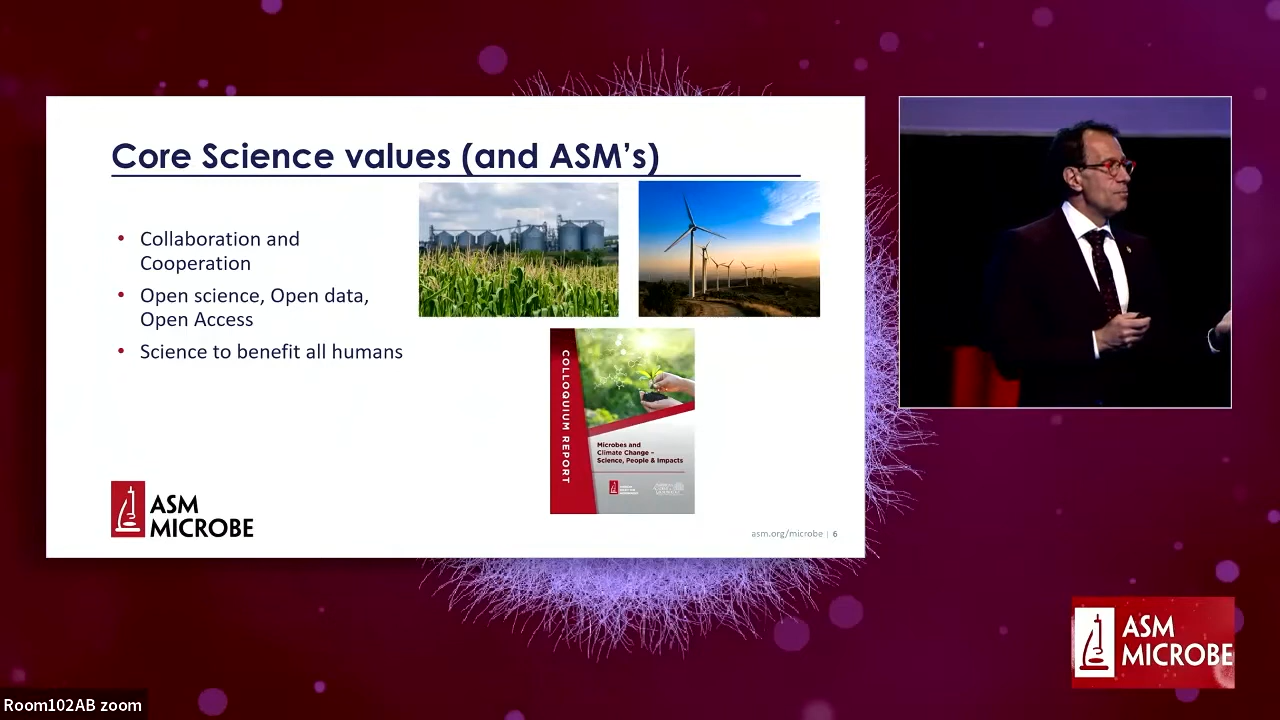 Core Science values (and ASM's)
• Collaboration and
Cooperation
• Open science, Open data,
Open Access
• Science to benefit all humans
COLLOQUIUM REPORT
Microbes and
Climate Change –
Science, People & Impacts
ASM
MICROBE
asm.org/microbe | 6
ASM
MICROBE
Room102AB zoom